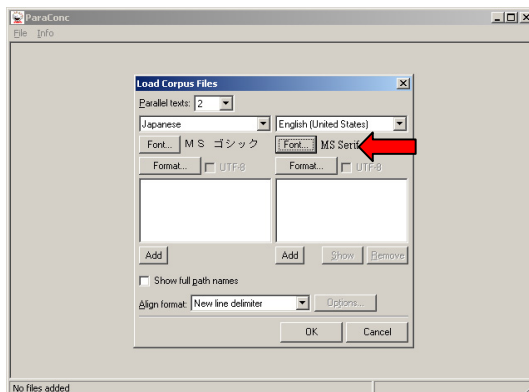 ParaConc
File Info
Load Corpus Files
Parallel texts: 2
Japanese English (United States)
Font... ＭＳ ゴシック Font... MS Serif
Format... UTF-8 Format... UTF-8
Add Add Show Remove
Show full path names
Align format: New line delimiter Options...
OK Cancel
No files added